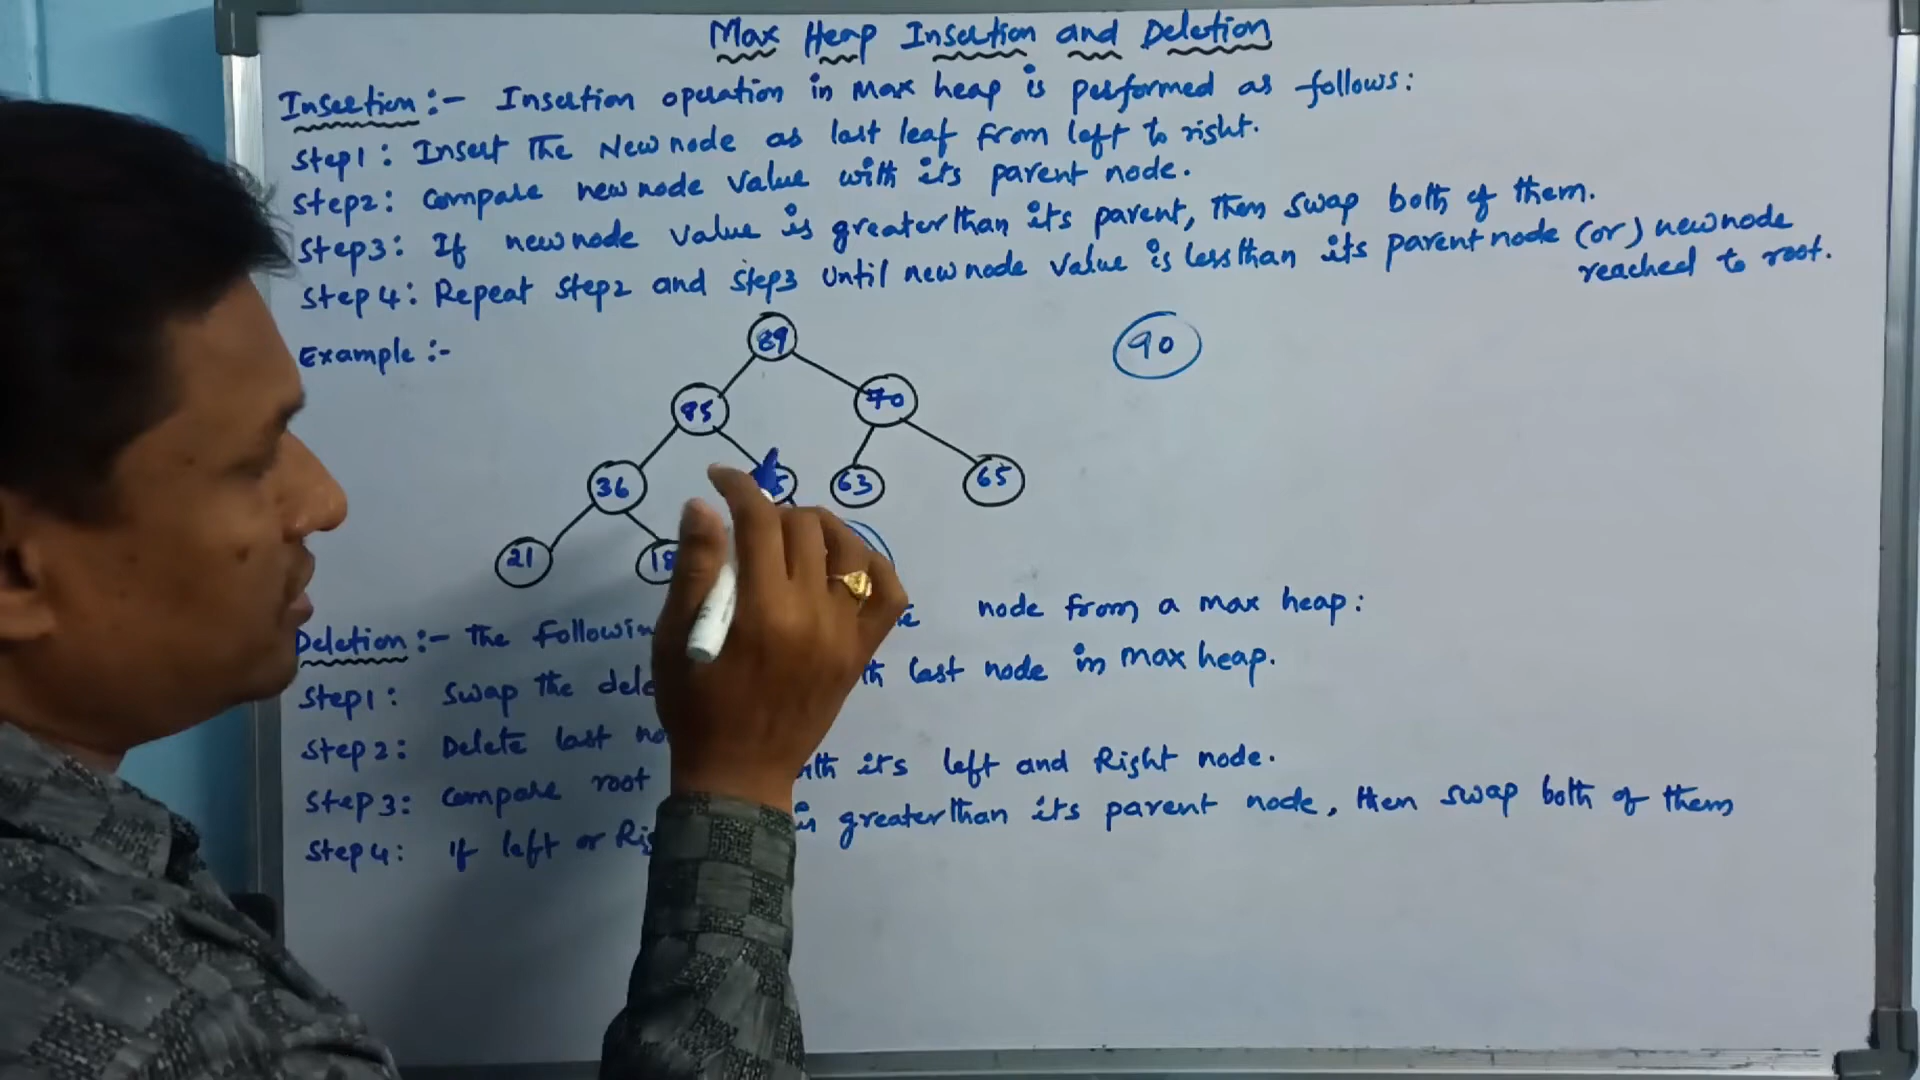 Max Heap Insertion and Deletion
Insertion :- Insertion operation in Max heap is performed as follows:
Step1: Insert The New node as last leaf from left to right.
Step2: Compare new node value with its parent node.
Step3: If new node value is greater than its parent, then swap both of them.
Step4: Repeat step2 and step3 until new node value is less than its parent node (or) new node
reached to root.
Example :-
89
90
85
70
36
5
63
65
21
18
Deletion :- The Followin node from a max heap:
Step1: Swap the dele last node in max heap.
Step2: Delete last no
Step3: Compare root with its left and Right node.
Step4: If left or Rig is greater than its parent node, then swap both of them